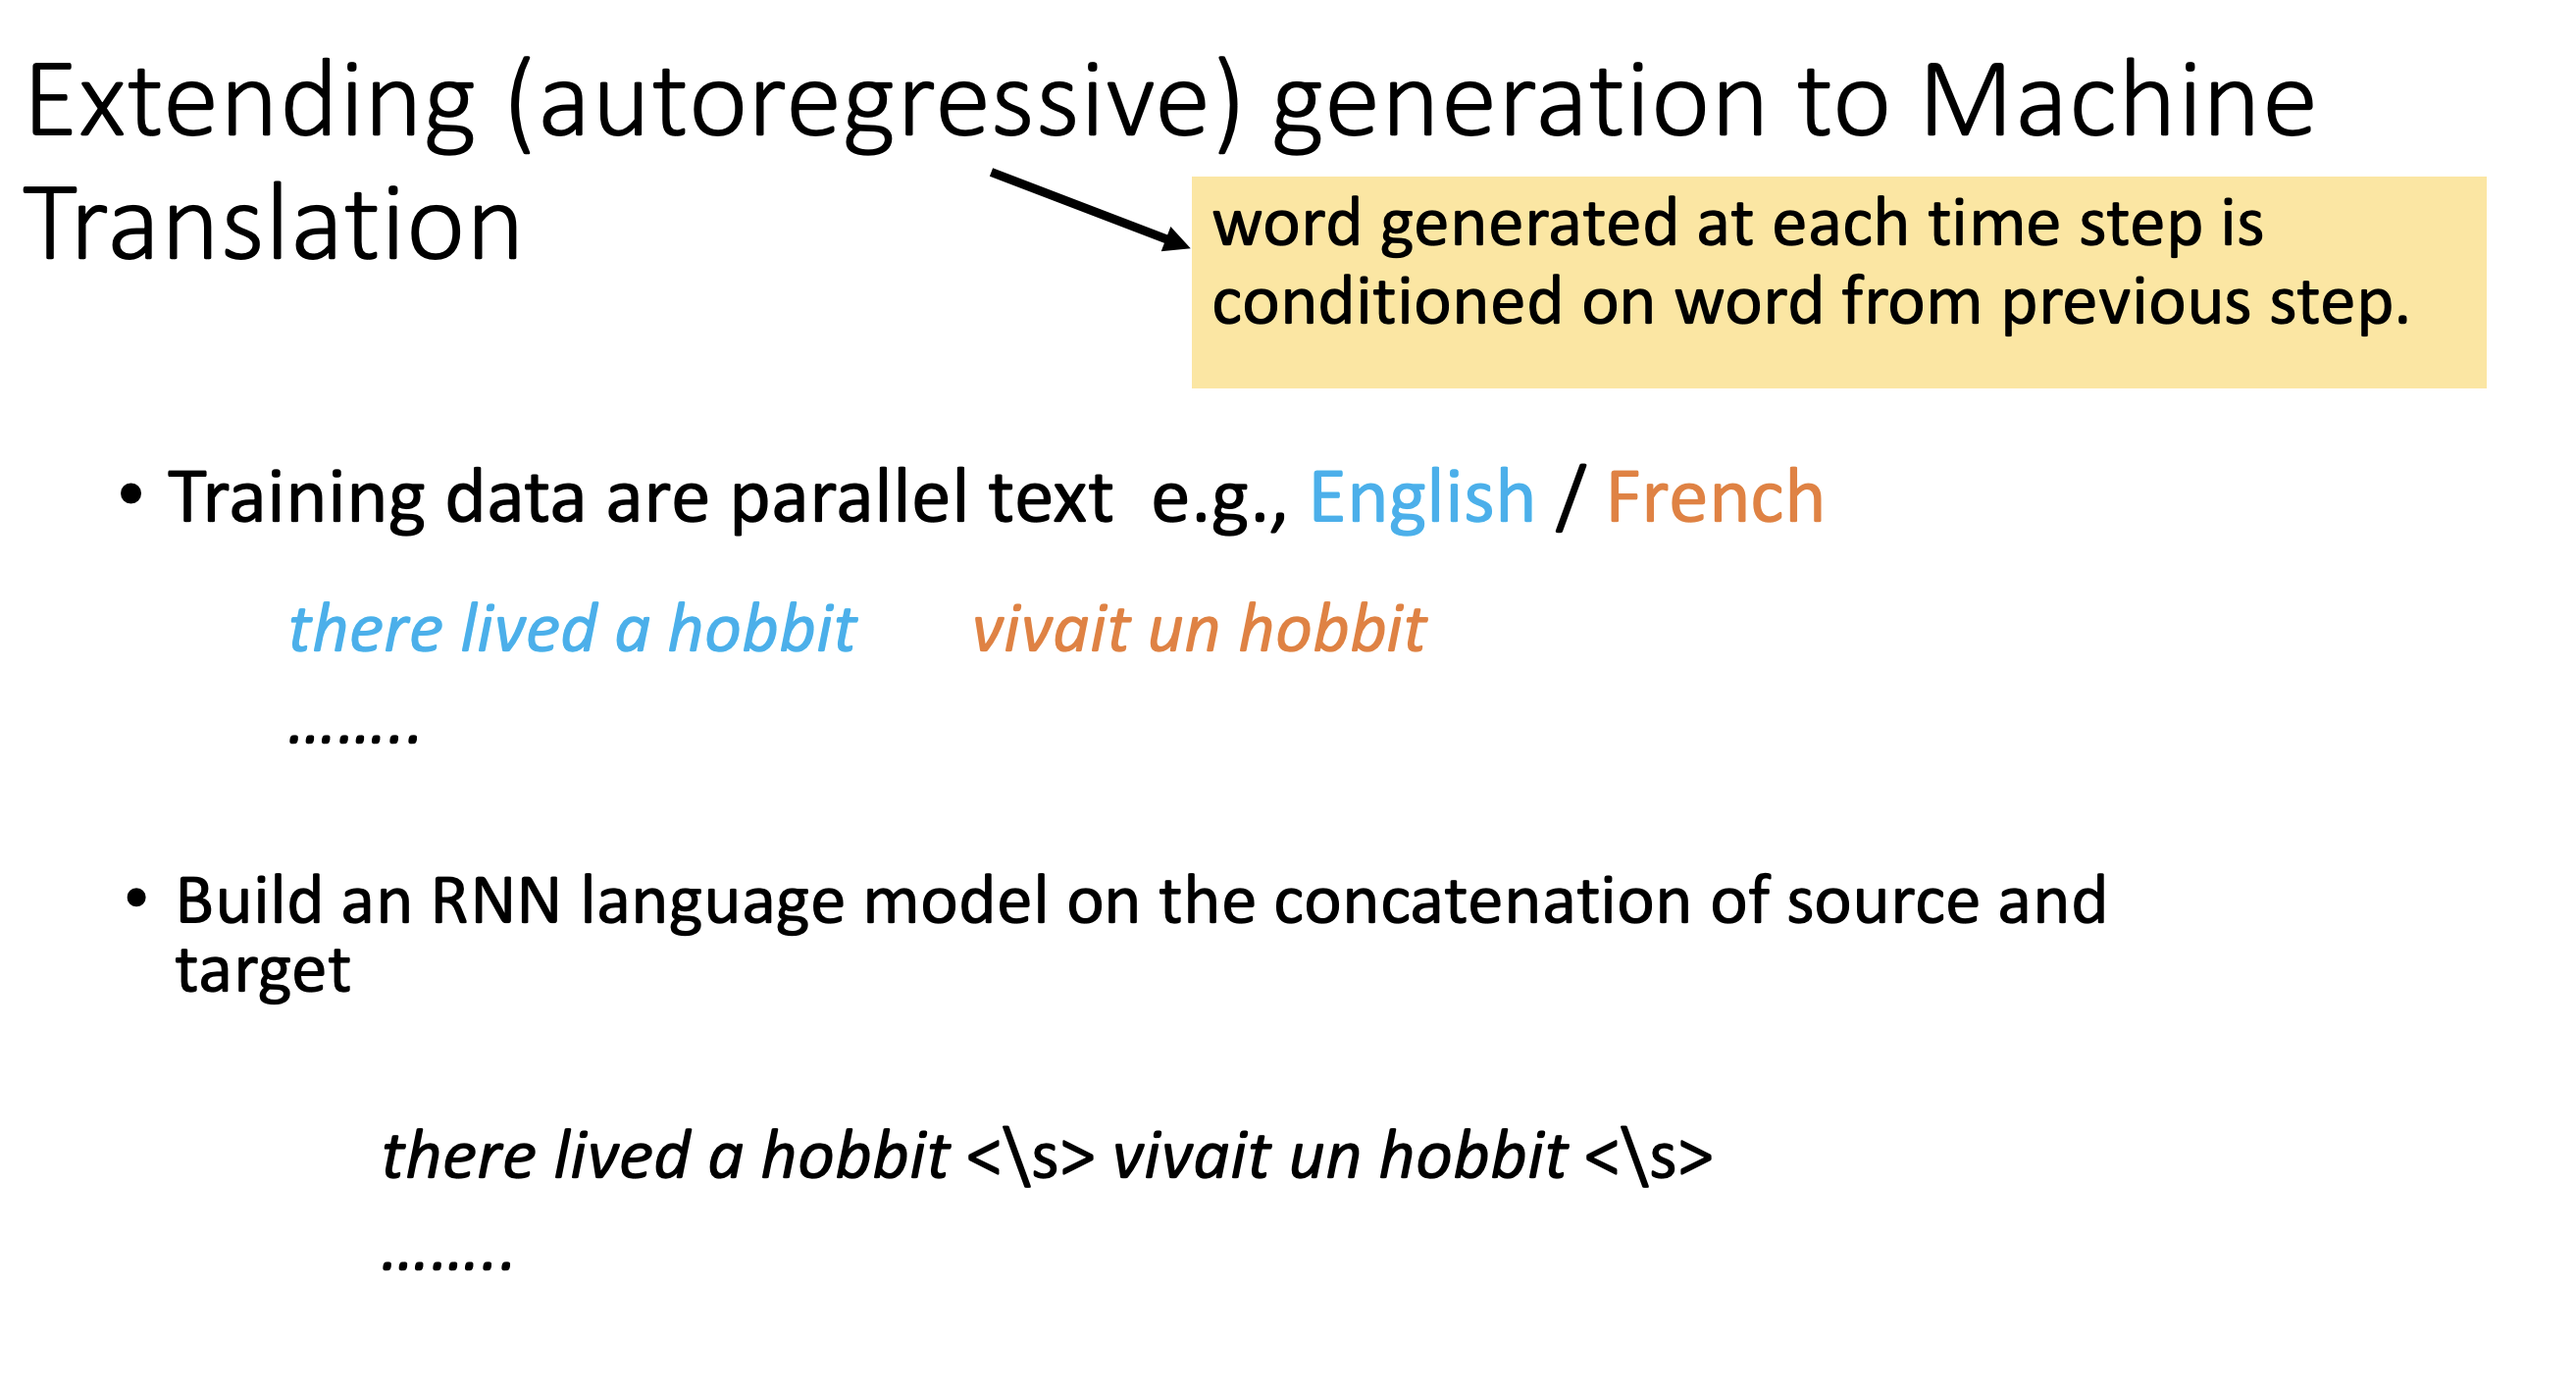 Extending (autoregressive) generation to Machine
Translation
word generated at each time step is
conditioned on word from previous step.
• Training data are parallel text e.g., English / French
there lived a hobbit vivait un hobbit
……..
• Build an RNN language model on the concatenation of source and
target
there lived a hobbit <\s> vivait un hobbit <\s>
……..